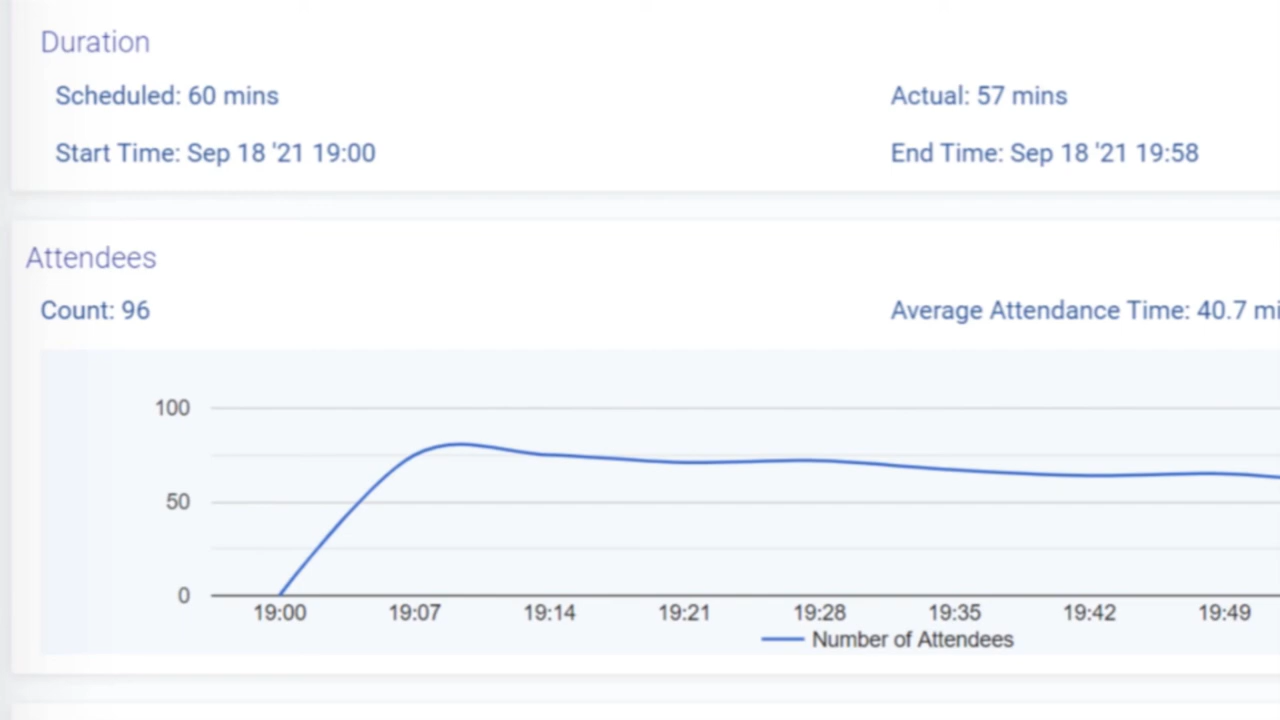 Duration
Scheduled: 60 mins
Actual: 57 mins
Start Time: Sep 18 '21 19:00
End Time: Sep 18 '21 19:58
Attendees
Count: 96
Average Attendance Time: 40.7 mi
100
50
0
19:00 19:07 19:14 19:21 19:28 19:35 19:42 19:49
Number of Attendees